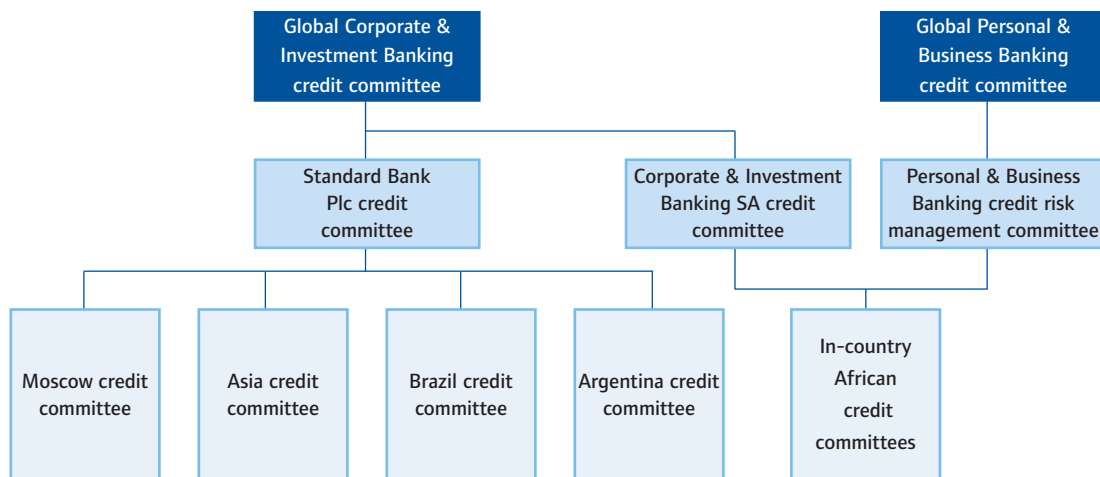 Global Corporate &
Investment Banking
credit committee
Global Personal &
Business Banking
credit committee
Standard Bank
Plc credit
committee
Corporate & Investment
Banking SA credit
committee
Personal & Business
Banking credit risk
management committee
Moscow credit
committee
Asia credit
committee
Brazil credit
committee
Argentina credit
committee
In-country
African
credit
committees